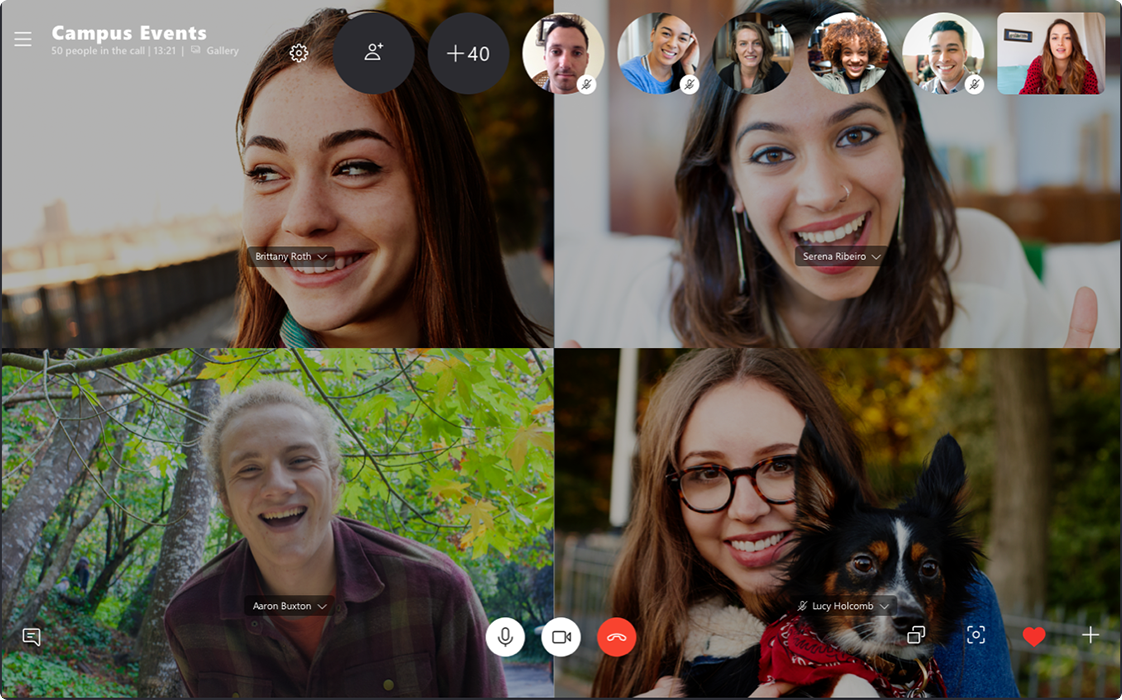 Campus Events
50 people in the call | 13:21 | Gallery
+40
Brittany Roth
Serena Ribeiro
Aaron Buxton
Lucy Holcomb